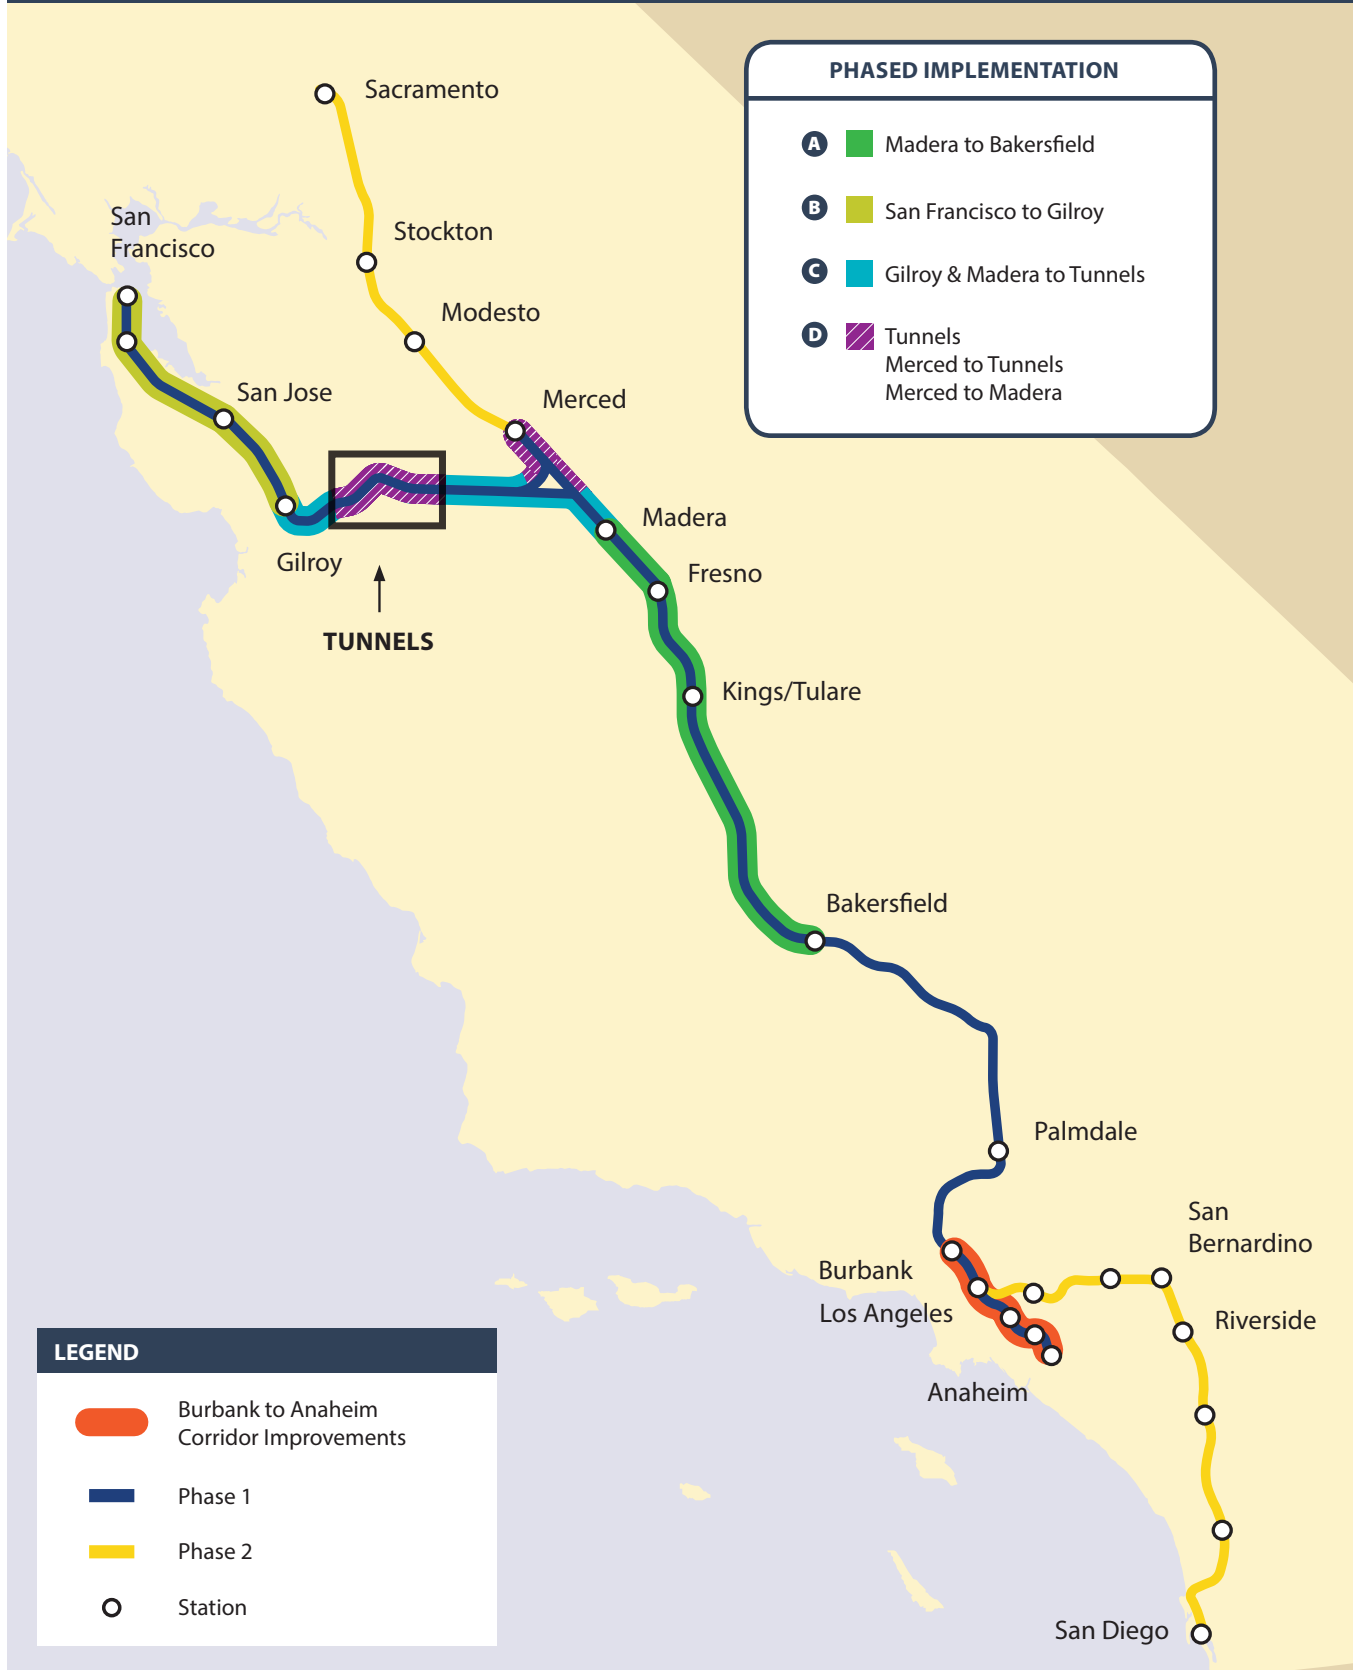 PHASED IMPLEMENTATION
A Madera to Bakersfield
B San Francisco to Gilroy
C Gilroy & Madera to Tunnels
D Tunnels
Merced to Tunnels
Merced to Madera
Sacramento
San
Francisco
Stockton
Modesto
San Jose
Merced
Madera
Gilroy
Fresno
TUNNELS
Kings/Tulare
Bakersfield
Palmdale
San
Bernardino
Burbank
Los Angeles
Riverside
Anaheim
San Diego
LEGEND
Burbank to Anaheim
Corridor Improvements
Phase 1
Phase 2
Station